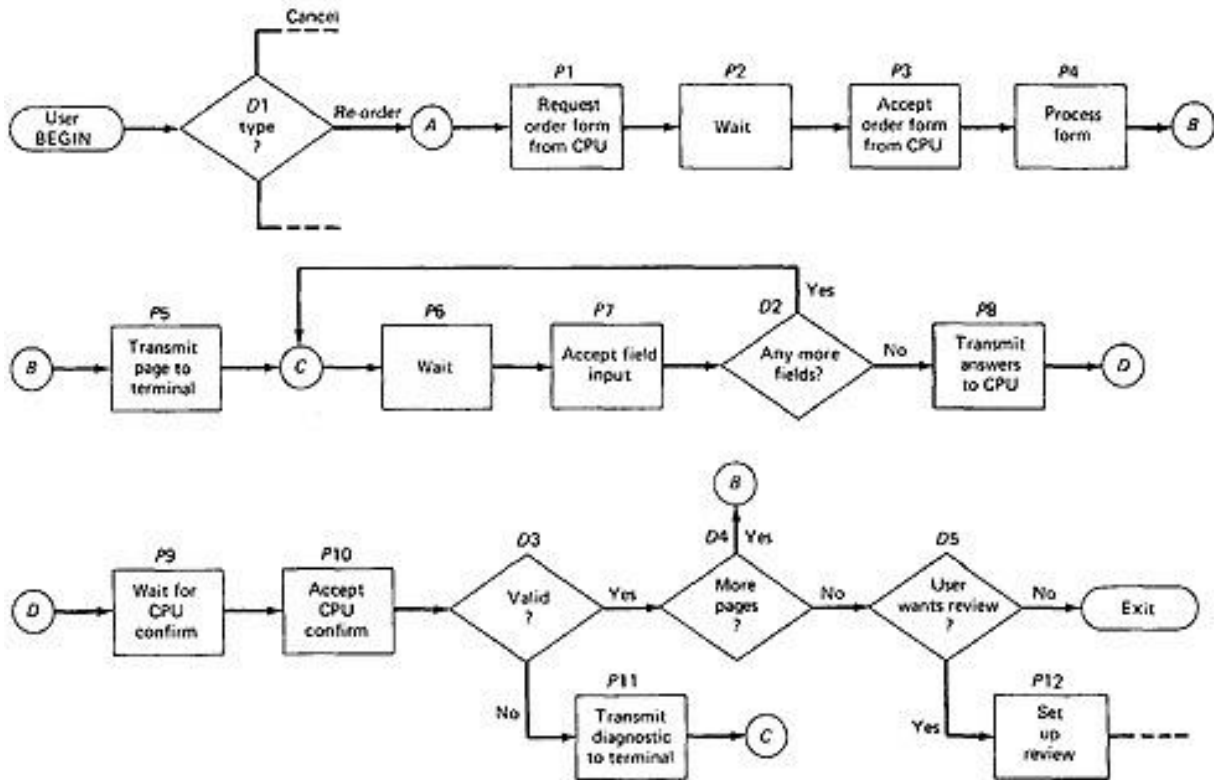 Cancel
User
BEGIN
D1
type
?
Re-order
A
P1
Request
order form
from CPU
P2
Wait
P3
Accept
order form
from CPU
P4
Process
form
B
B
P5
Transmit
page to
terminal
C
P6
Wait
P7
Accept field
input
D2
Any more
fields?
Yes
No
P8
Transmit
answers
to CPU
D
D
P9
Wait for
CPU
confirm
P10
Accept
CPU
confirm
D3
Valid
?
Yes
No
P11
Transmit
diagnostic
to terminal
C
B
D4
Yes
More
pages
?
No
D5
User
wants review
?
No
Exit
Yes
P12
Set
up
review